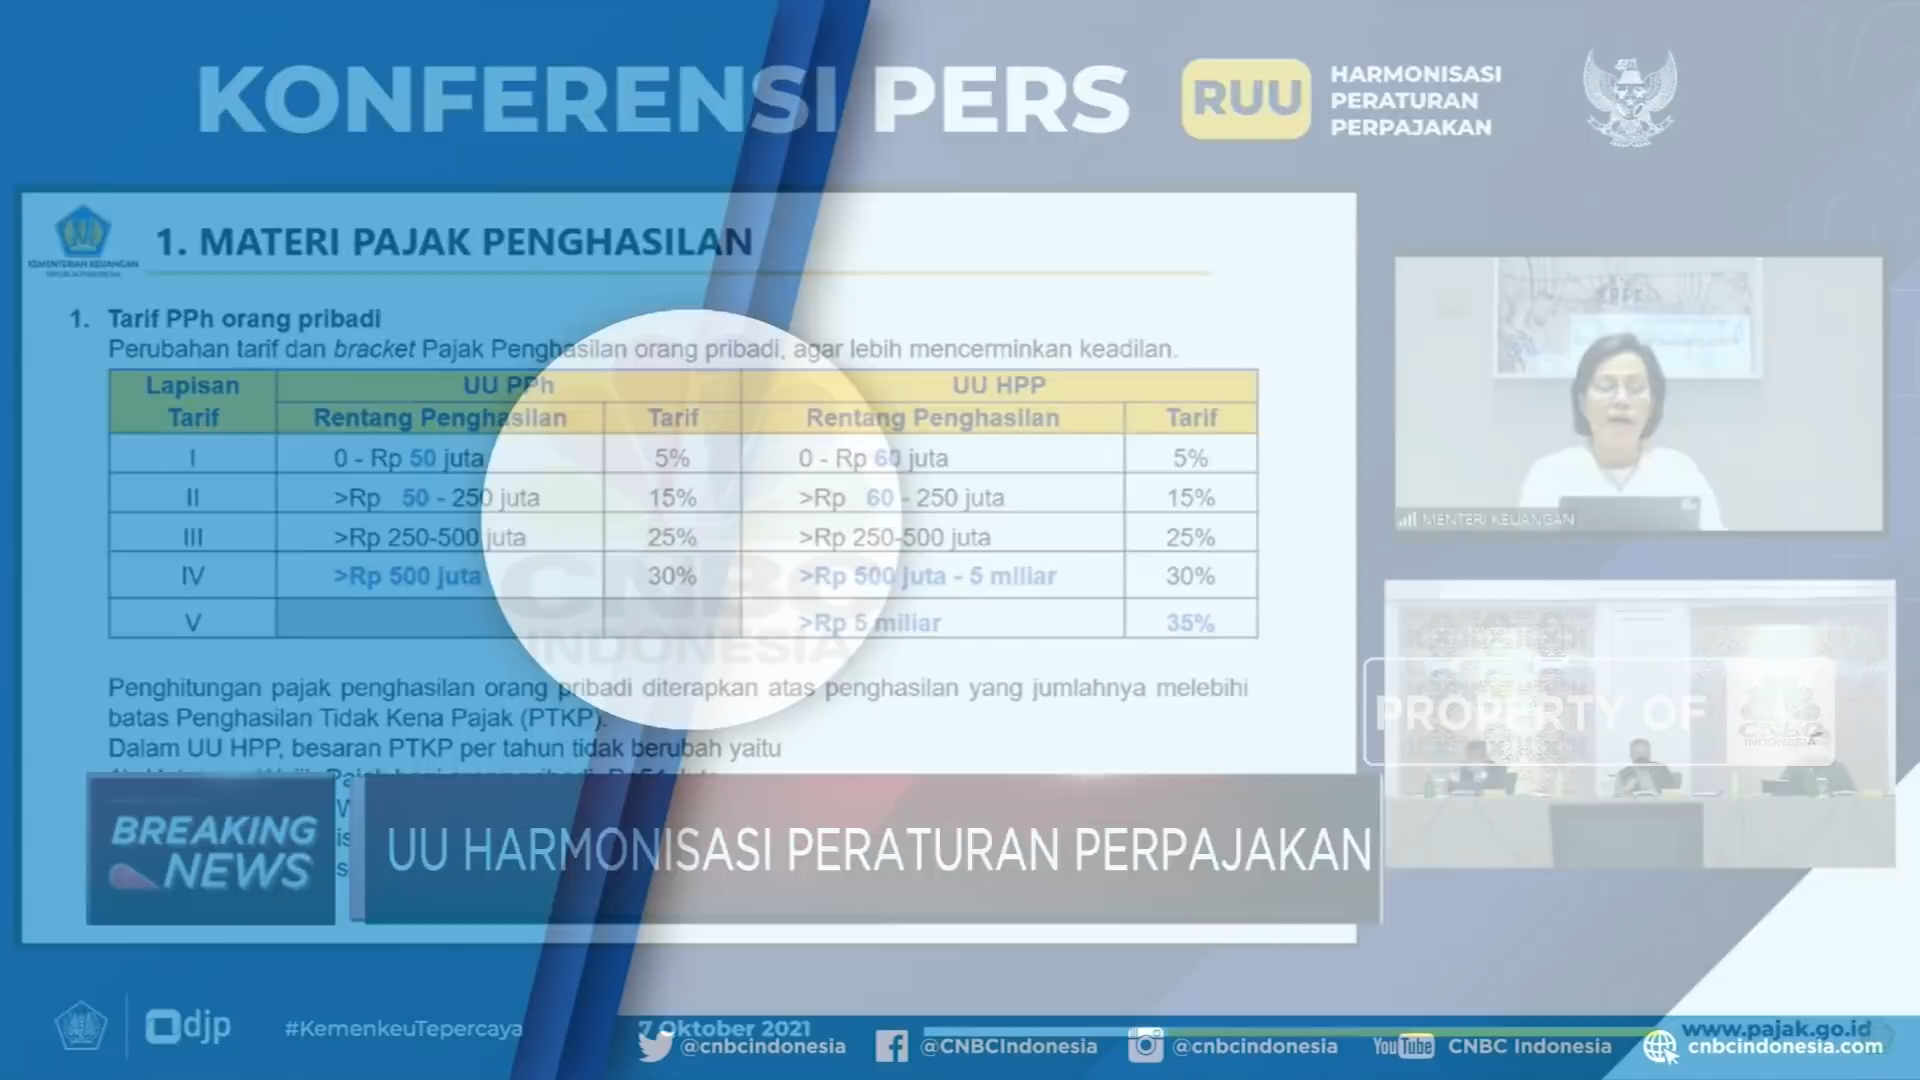 KONFERENSI PERS
RUU
HARMONISASI
PERATURAN
PERPAJAKAN
KEMENTERIAN KEUANGAN
1. MATERI PAJAK PENGHASILAN
1. Tarif PPh orang pribadi
Perubahan tarif dan bracket Pajak Penghasilan orang pribadi, agar lebih mencerminkan keadilan.
Lapisan Tarif UU PPh UU HPP
Rentang Penghasilan Tarif Rentang Penghasilan Tarif
I 0 - Rp 50 juta 5% 0 - Rp 60 juta 5%
II >Rp 50 - 250 juta 15% >Rp 60 - 250 juta 15%
III >Rp 250-500 juta 25% >Rp 250-500 juta 25%
IV >Rp 500 juta 30% >Rp 500 juta - 5 miliar 30%
V >Rp 5 miliar 35%
Penghitungan pajak penghasilan orang pribadi diterapkan atas penghasilan yang jumlahnya melebihi
batas Penghasilan Tidak Kena Pajak (PTKP).
Dalam UU HPP, besaran PTKP per tahun tidak berubah yaitu
CNBC
INDONESIA
MENTERI KEUANGAN
PROPERTY OF
CNBC
INDONESIA
BREAKING
NEWS
UU HARMONISASI PERATURAN PERPAJAKAN
djp
#KemenkeuTepercaya
7 Oktober 2021
www.pajak.go.id
@cnbcindonesia
@CNBCIndonesia
@cnbcindonesia
YouTube CNBC Indonesia
cnbcindonesia.com